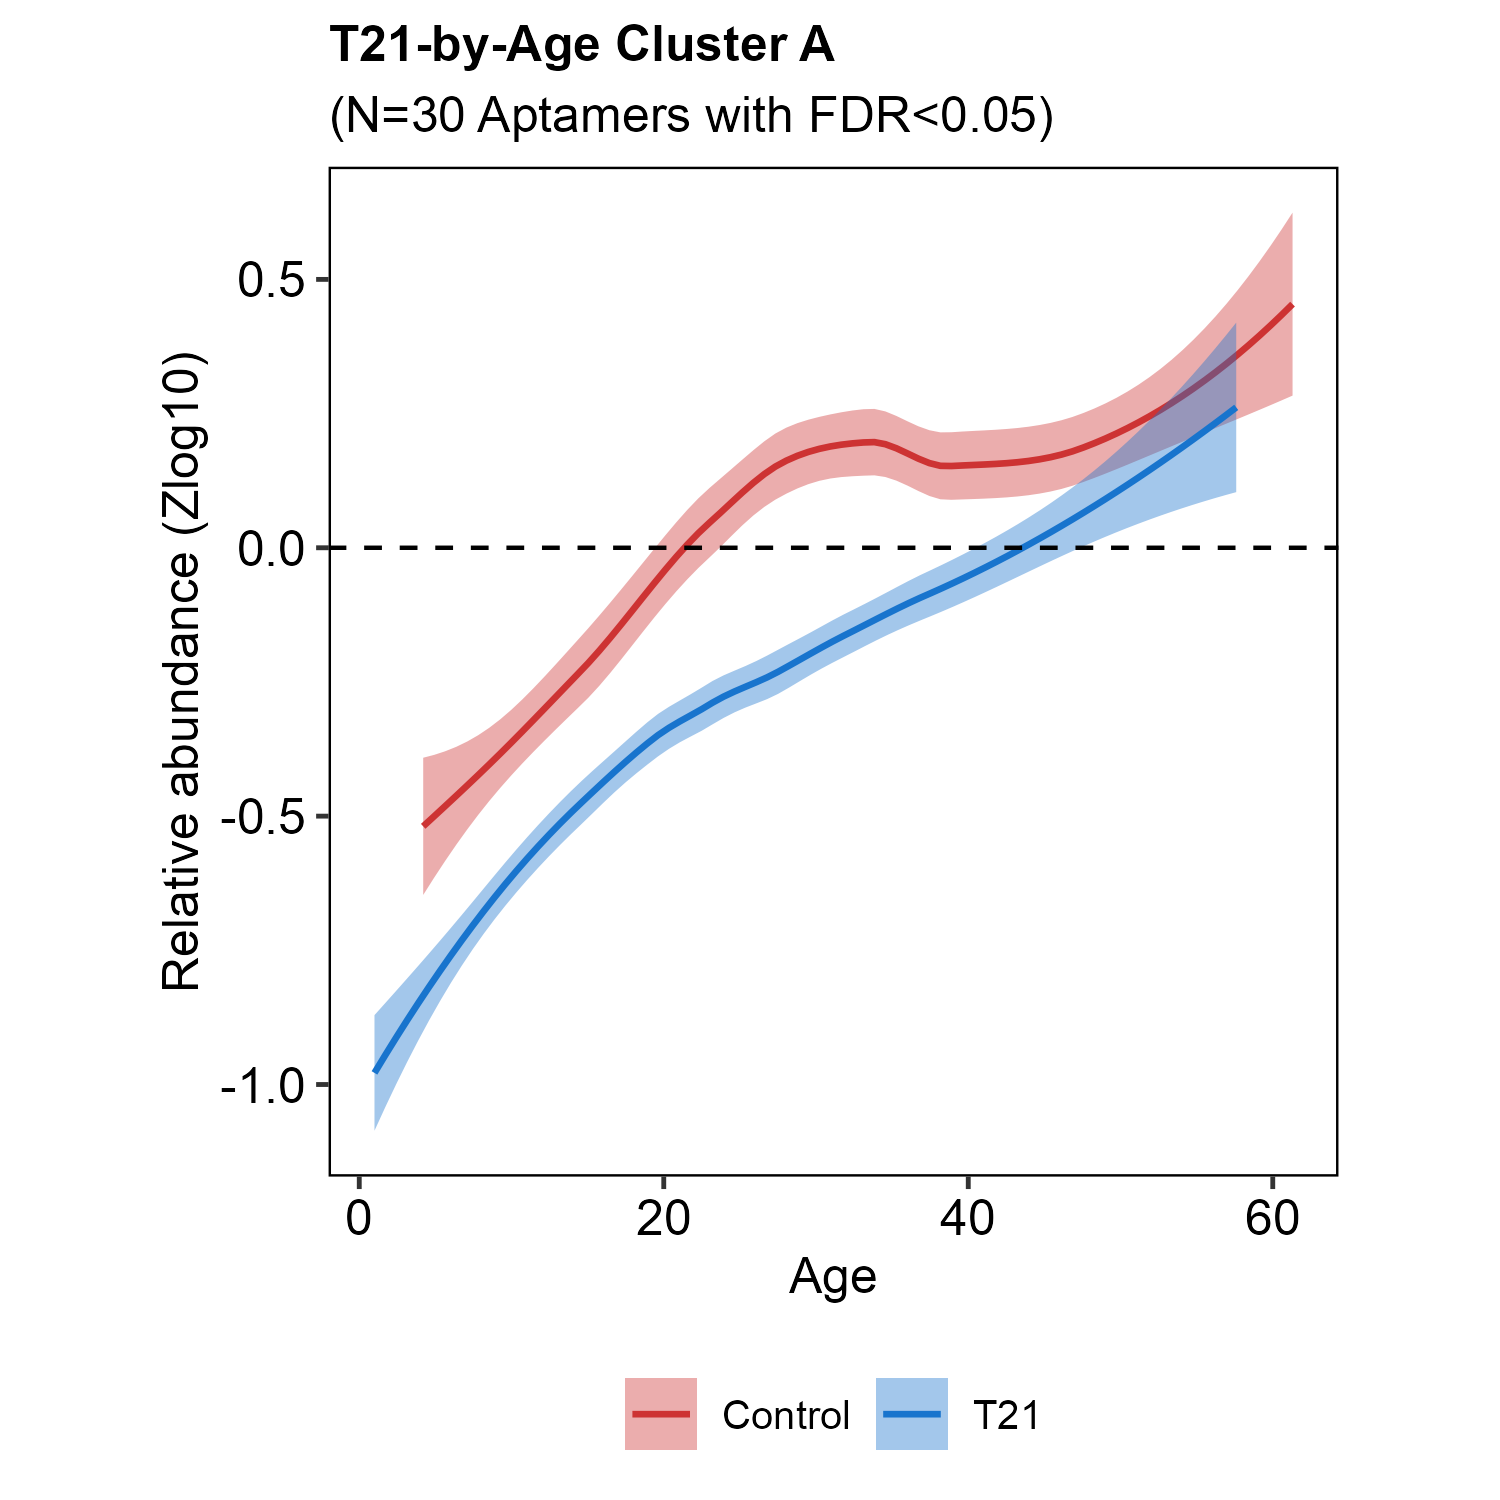 T21-by-Age Cluster A
(N=30 Aptamers with FDR<0.05)
Relative abundance (Zlog10)
0.5
0.0
-0.5
-1.0
0 20 40 60
Age
Control T21